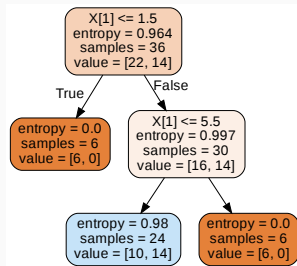 X[1] <= 1.5
entropy = 0.964
samples = 36
value = [22, 14]
True
False
entropy = 0.0
samples = 6
value = [6, 0]
X[1] <= 5.5
entropy = 0.997
samples = 30
value = [16, 14]
entropy = 0.98
samples = 24
value = [10, 14]
entropy = 0.0
samples = 6
value = [6, 0]